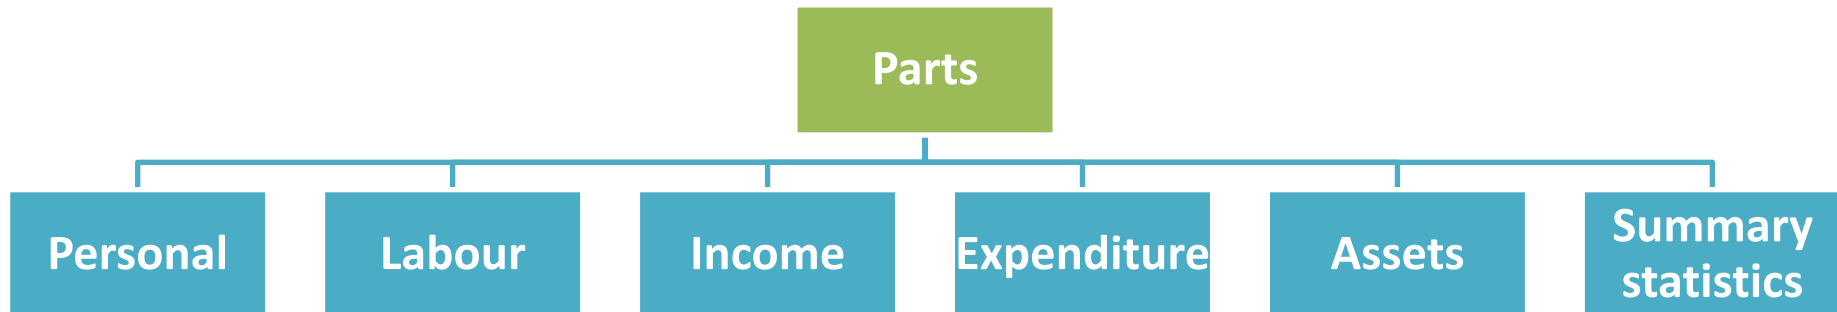 Parts
Personal
Labour
Income
Expenditure
Assets
Summary
statistics